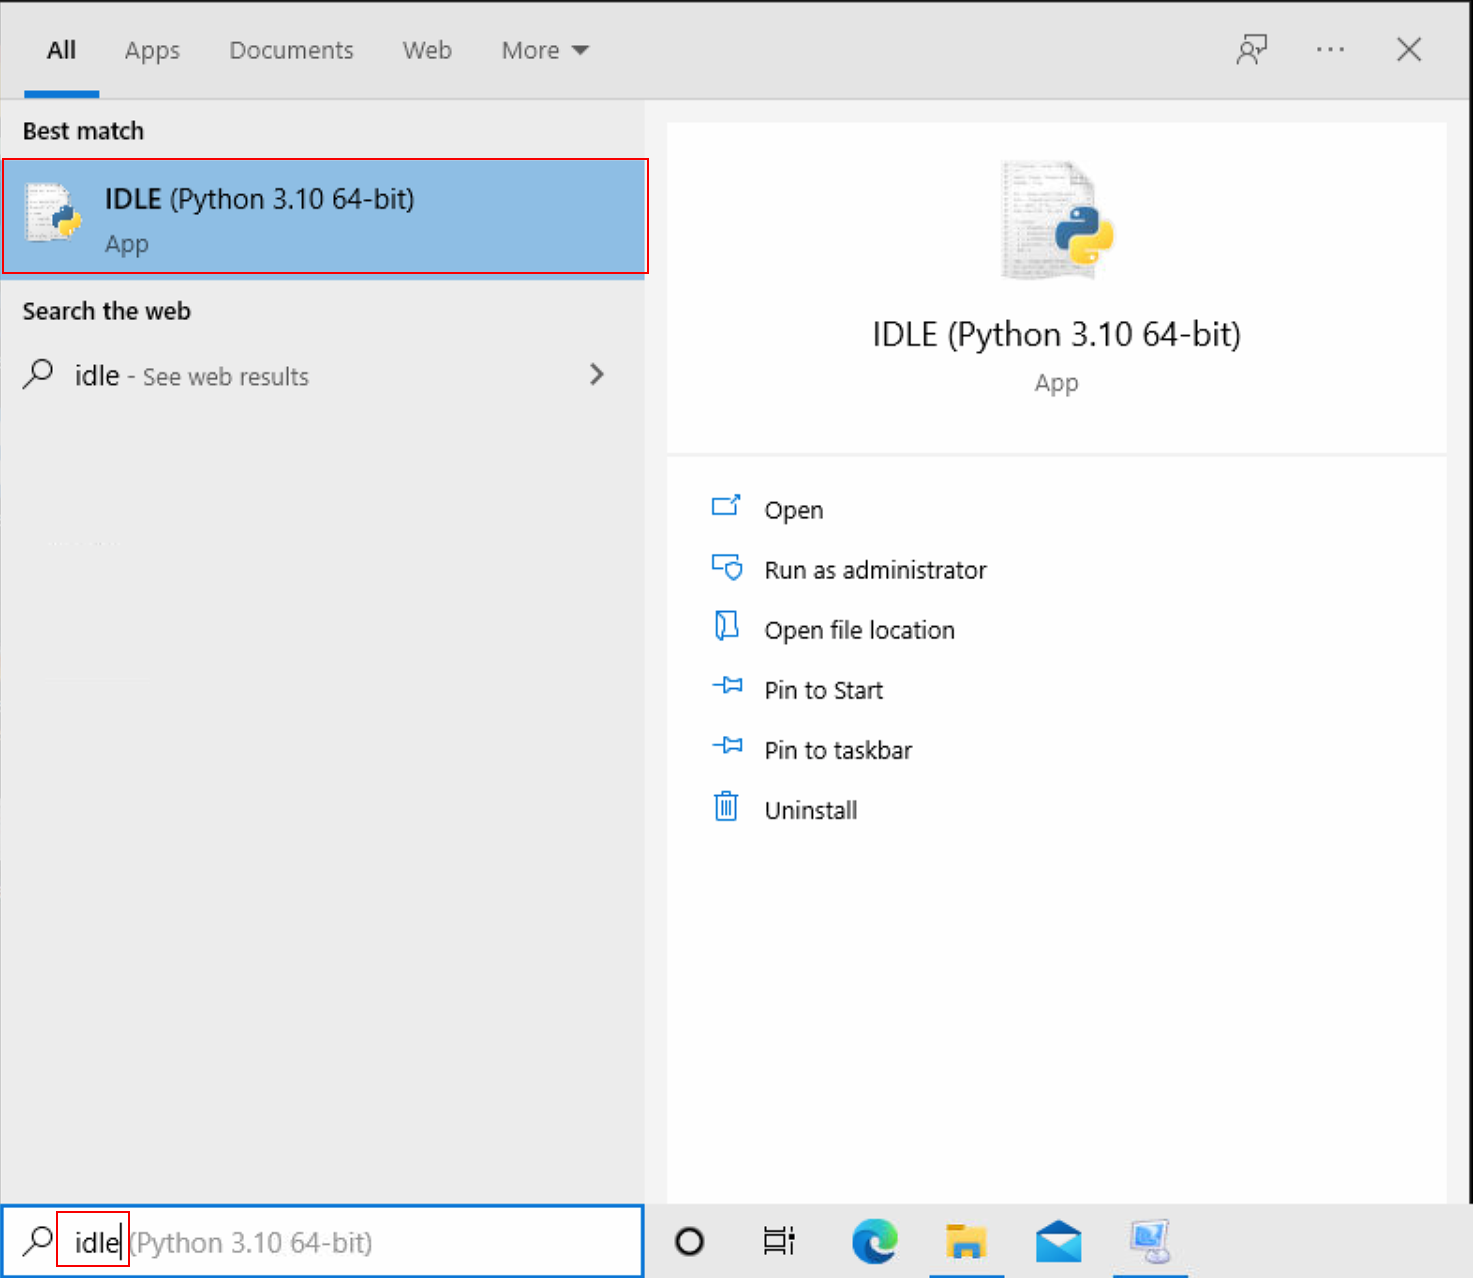 All Apps Documents Web More
Best match
IDLE (Python 3.10 64-bit)
App
Search the web
idle - See web results
IDLE (Python 3.10 64-bit)
App
Open
Run as administrator
Open file location
Pin to Start
Pin to taskbar
Uninstall
idle (Python 3.10 64-bit)